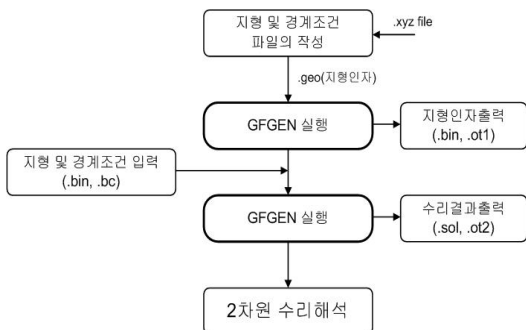 지형 및 경계조건
파일의 작성
.xyz file
.geo(지형인자)
GFGEN 실행
지형인자출력
(.bin, .ot1)
지형 및 경계조건 입력
(.bin, .bc)
GFGEN 실행
수리결과출력
(.sol, .ot2)
2차원 수리해석